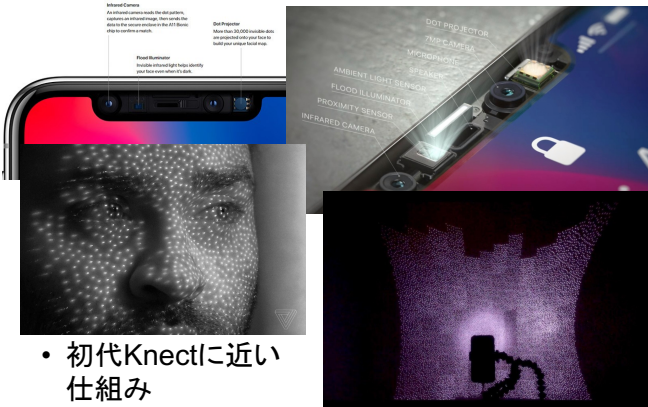 Infrared Camera
An infrared camera reads the dot pattern,
captures an infrared image, then sends the
data to the secure enclave in the A11 Bionic
chip to confirm a match.
Dot Projector
More than 30,000 invisible dots
are projected onto your face to
build your unique facial map.
Flood Illuminator
Invisible infrared light helps identify
your face even when it's dark.
DOT PROJECTOR
7MP CAMERA
MICROPHONE
SPEAKER
AMBIENT LIGHT SENSOR
FLOOD ILLUMINATOR
PROXIMITY SENSOR
INFRARED CAMERA
• 初代Knectに近い
仕組み